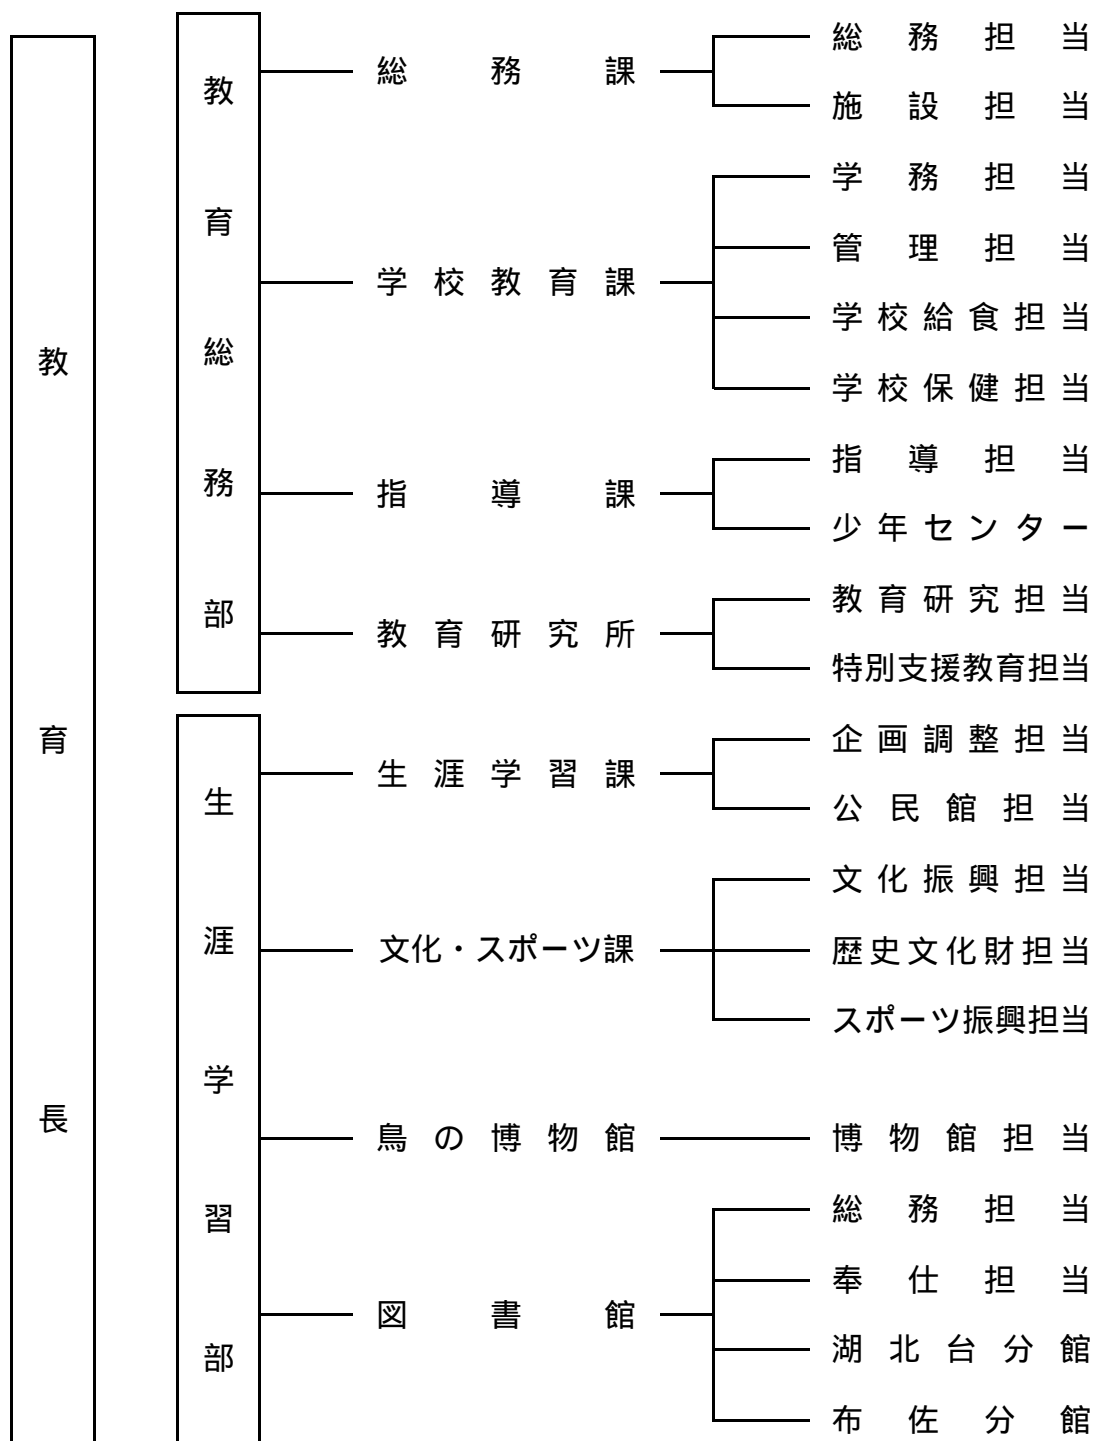 教育長
教育総務部
総務課
総務担当
施設担当
学校教育課
学務担当
管理担当
学校給食担当
学校保健担当
指導課
指導担当
少年センター
教育研究所
教育研究担当
特別支援教育担当
生涯学習部
生涯学習課
企画調整担当
公民館担当
文化・スポーツ課
文化振興担当
歴史文化財担当
スポーツ振興担当
鳥の博物館
博物館担当
図書館
総務担当
奉仕担当
湖北台分館
布佐分館